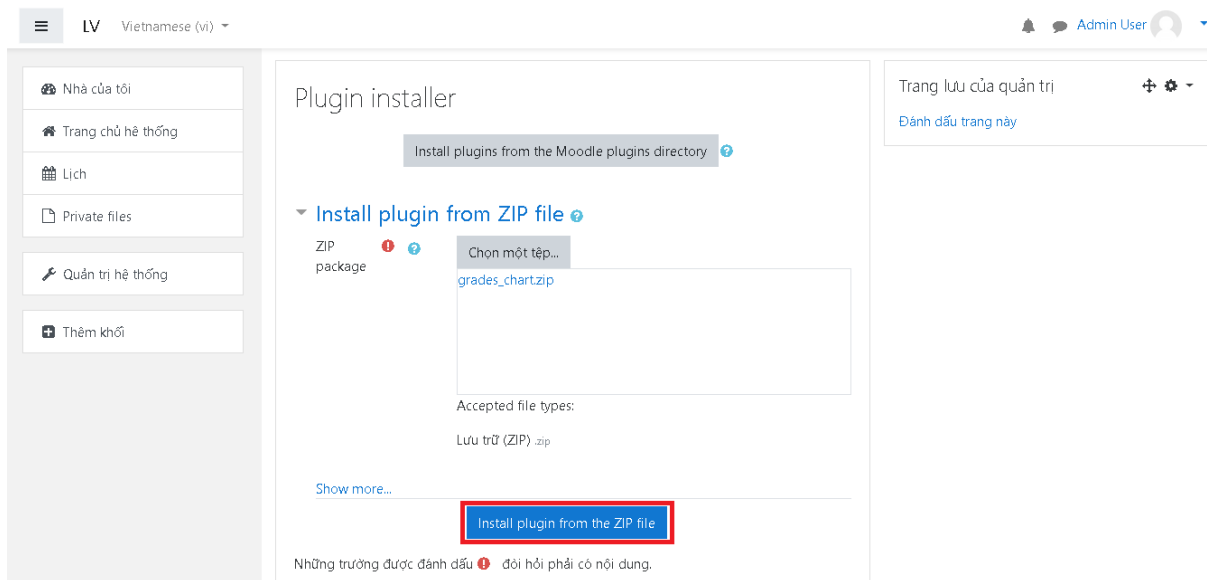 LV Vietnamese (vi)
Admin User
Nhà của tôi
Trang chủ hệ thống
Lịch
Private files
Quản trị hệ thống
Thêm khối
Plugin installer
Install plugins from the Moodle plugins directory
Install plugin from ZIP file
ZIP
package
Chọn một tệp...
grades_chart.zip
Accepted file types:
Lưu trữ (ZIP) .zip
Show more...
Install plugin from the ZIP file
Những trường được đánh dấu đòi hỏi phải có nội dung.
Trang lưu của quản trị
Đánh dấu trang này